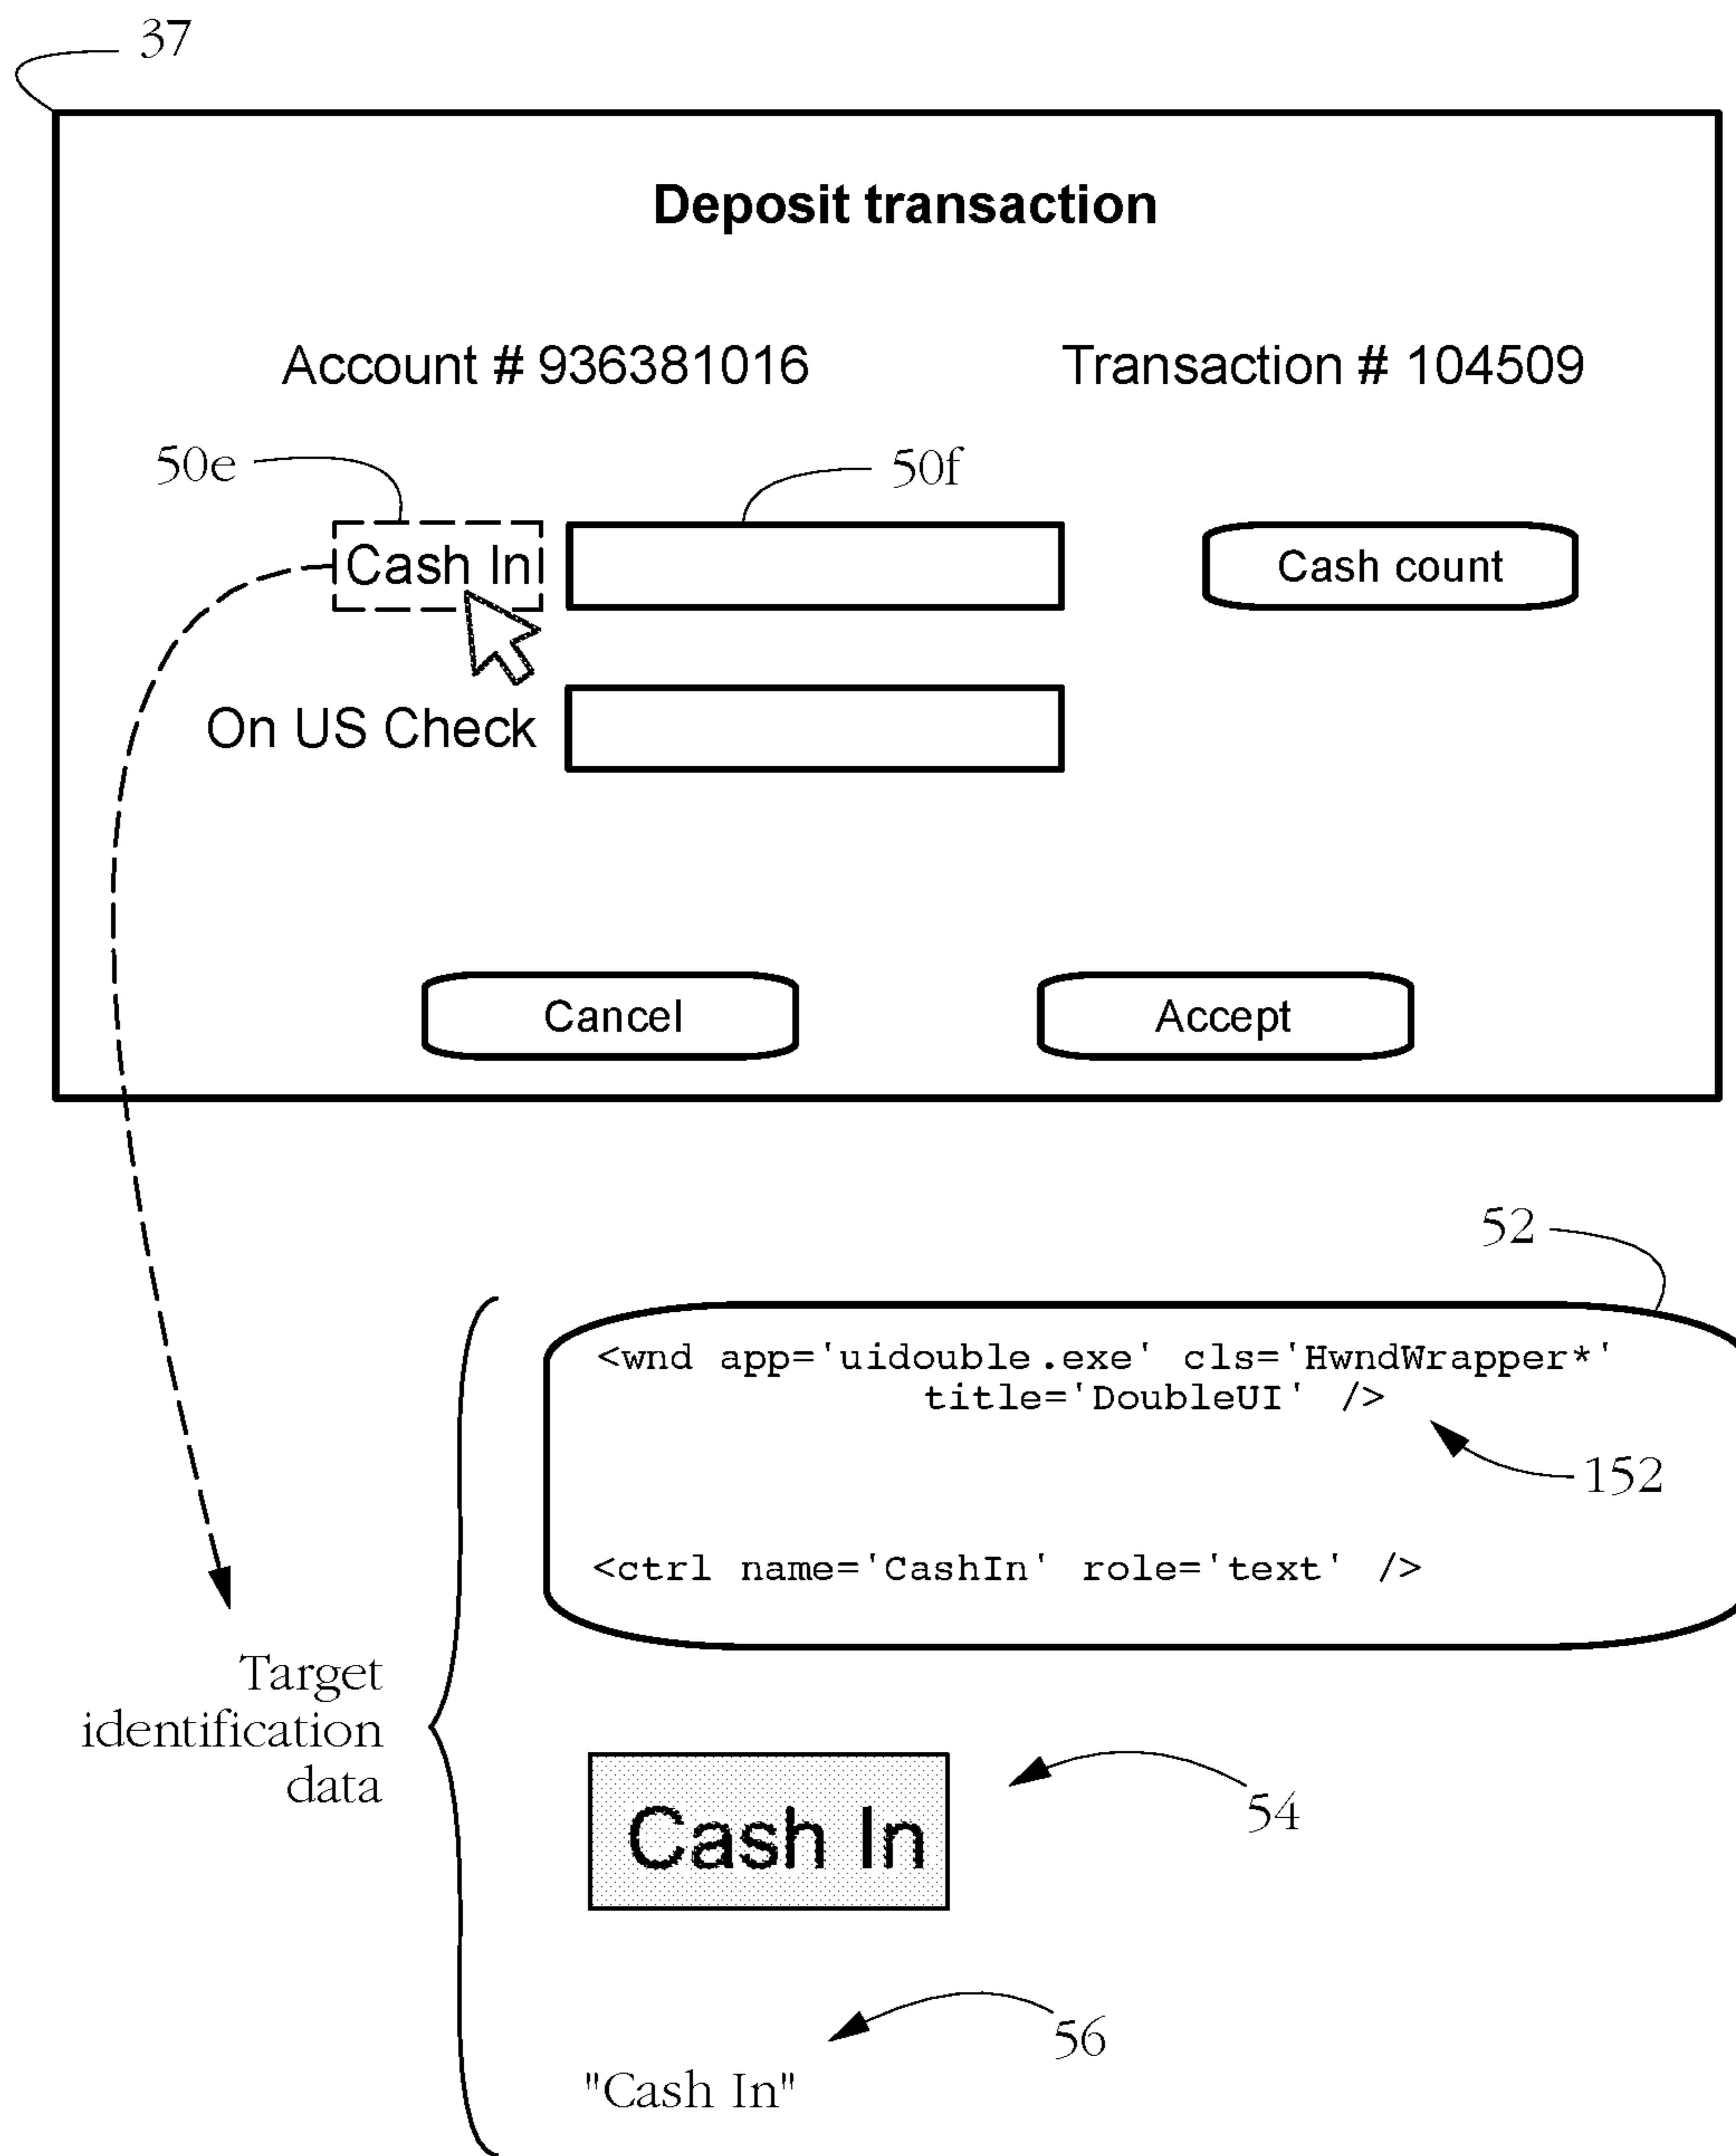 37
Deposit transaction
Account # 936381016
Transaction # 104509
50e
50f
Cash In
Cash count
On US Check
Cancel
Accept
52
<wnd app='uidouble.exe' cls='HwndWrapper*'
title='DoubleUI' />
152
<ctrl name='CashIn' role='text' />
Target
identification
data
Cash In
54
56
"Cash In"